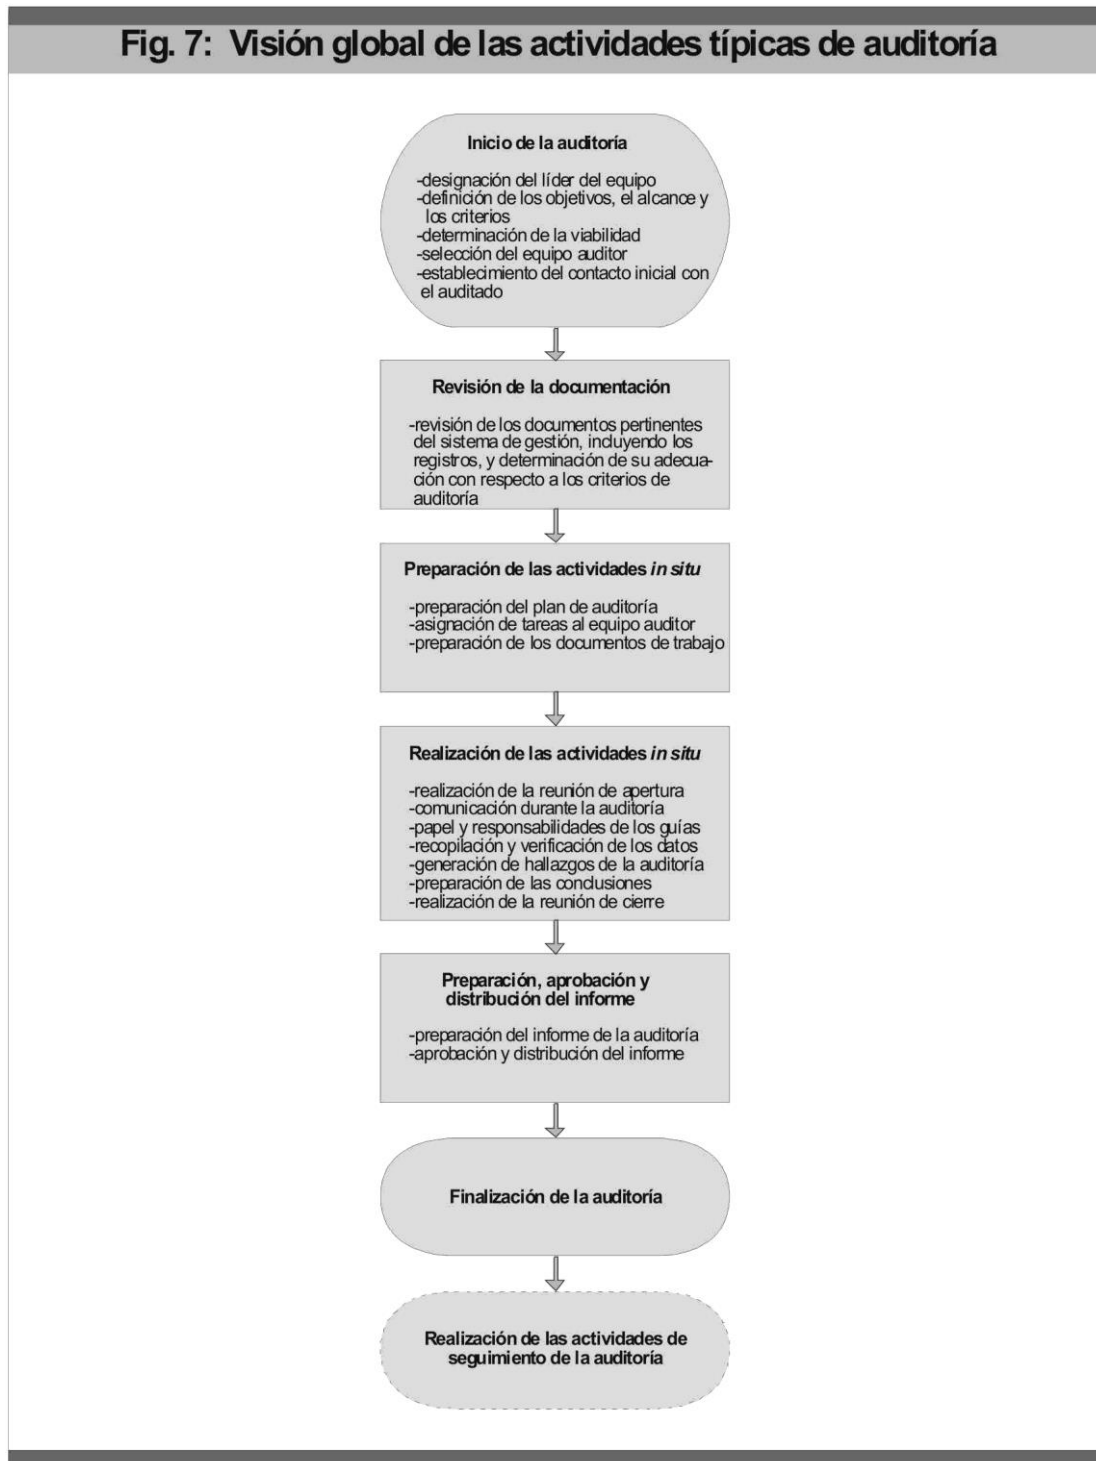 Fig. 7: Visión global de las actividades típicas de auditoría
Inicio de la auditoría
-designación del líder del equipo
-definición de los objetivos, el alcance y
los criterios
-determinación de la viabilidad
-selección del equipo auditor
-establecimiento del contacto inicial con
el auditado
Revisión de la documentación
-revisión de los documentos pertinentes
del sistema de gestión, incluyendo los
registros, y determinación de su adecua-
ción con respecto a los criterios de
auditoría
Preparación de las actividades in situ
-preparación del plan de auditoría
-asignación de tareas al equipo auditor
-preparación de los documentos de trabajo
Realización de las actividades in situ
-realización de la reunión de apertura
-comunicación durante la auditoría
-papel y responsabilidades de los guías
-recopilación y verificación de los datos
-generación de hallazgos de la auditoría
-preparación de las conclusiones
-realización de la reunión de cierre
Preparación, aprobación y
distribución del informe
-preparación del informe de la auditoría
-aprobación y distribución del informe
Finalización de la auditoría
Realización de las actividades de
seguimiento de la auditoría